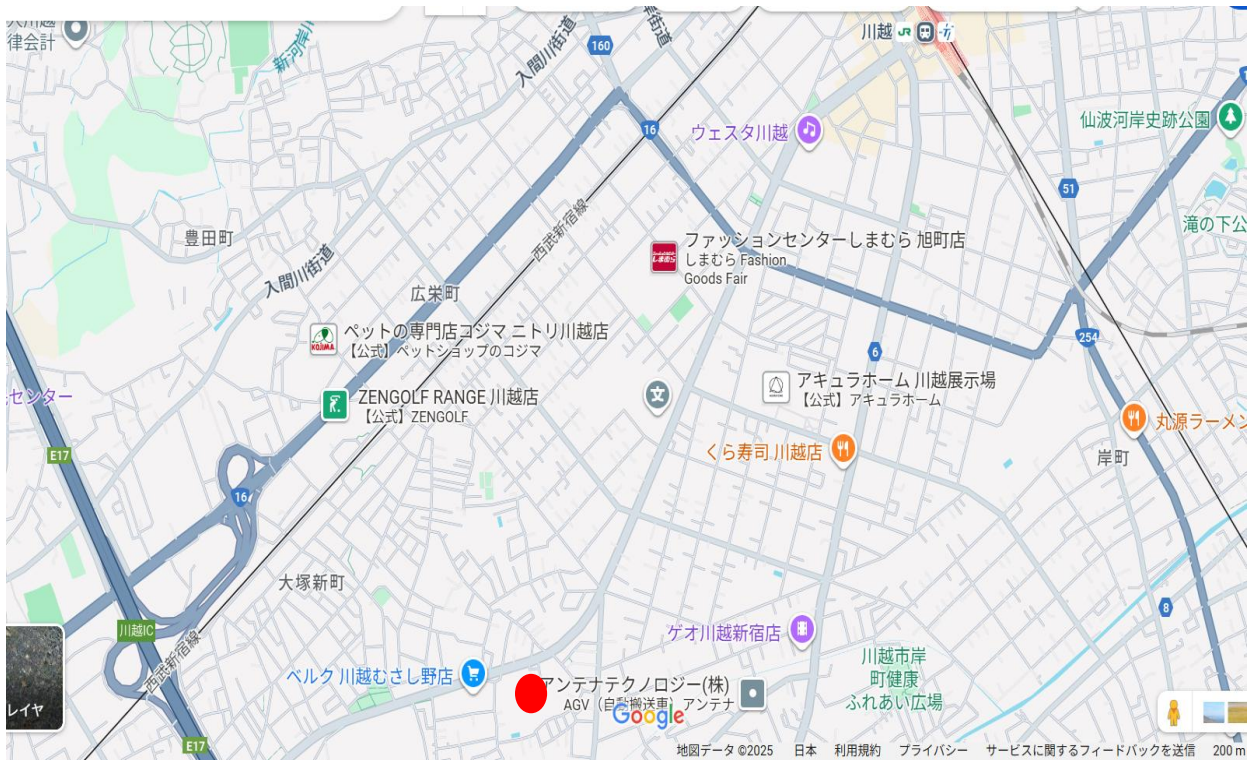 律会計
新河岸川
入間川街道
160
街道
川越
JR
16
ウェスタ川越
仙波河岸史跡公園
51
滝の下公
豊田町
入間川街道
西武新宿線
広栄町
ファッションセンターしまむら 旭町店
しまむら Fashion
Goods Fair
しまむら
ペットの専門店コジマ ニトリ川越店
【公式】ペットショップのコジマ
KOJIMA
254
6
センター
ZENGOLF RANGE 川越店
【公式】ZENGOLF
文
アキュラホーム 川越展示場
【公式】アキュラホーム
丸源ラーメン
くら寿司 川越店
岸町
E17
16
大塚新町
8
川越IC
西武新宿線
ゲオ川越新宿店
ベルク 川越むさし野店
アンテナテクノロジー(株)
AGV（自動搬送車）アンテナ
川越市岸
町健康
ふれあい広場
レイヤ
Google
E17
地図データ ©2025 日本 利用規約 プライバシー サービスに関するフィードバックを送信 200 m